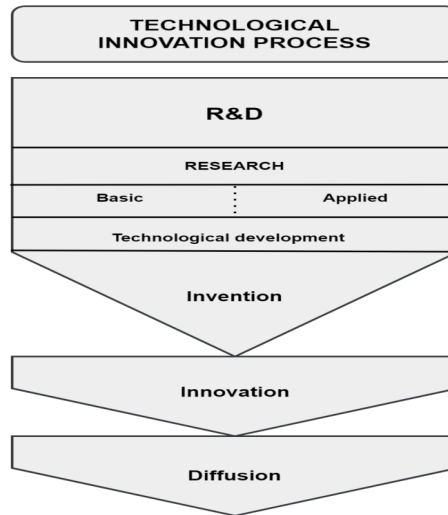 TECHNOLOGICAL
INNOVATION PROCESS
R&D
RESEARCH
Basic Applied
Technological development
Invention
Innovation
Diffusion